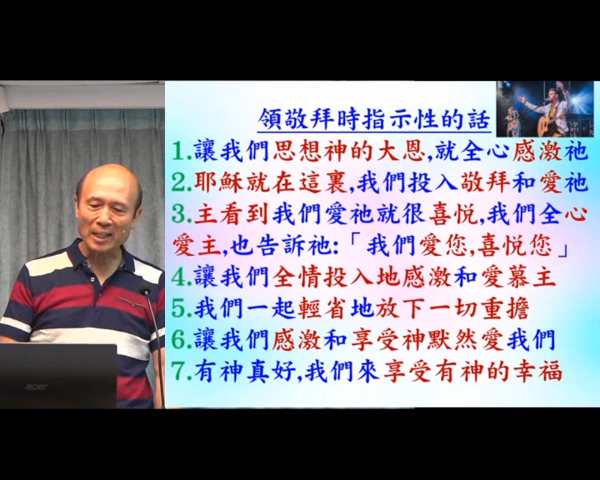 領敬拜時指示性的話
1.讓我們思想神的大恩,就全心感激祂
2.耶穌就在這裏,我們投入敬拜和愛祂
3.主看到我們愛祂就很喜悅,我們全心
愛主,也告訴祂:「我們愛您,喜悅您」
4.讓我們全情投入地感激和愛慕主
5.我們一起輕省地放下一切重擔
6.讓我們感激和享受神默然愛我們
7.有神真好,我們來享受有神的幸福
acer